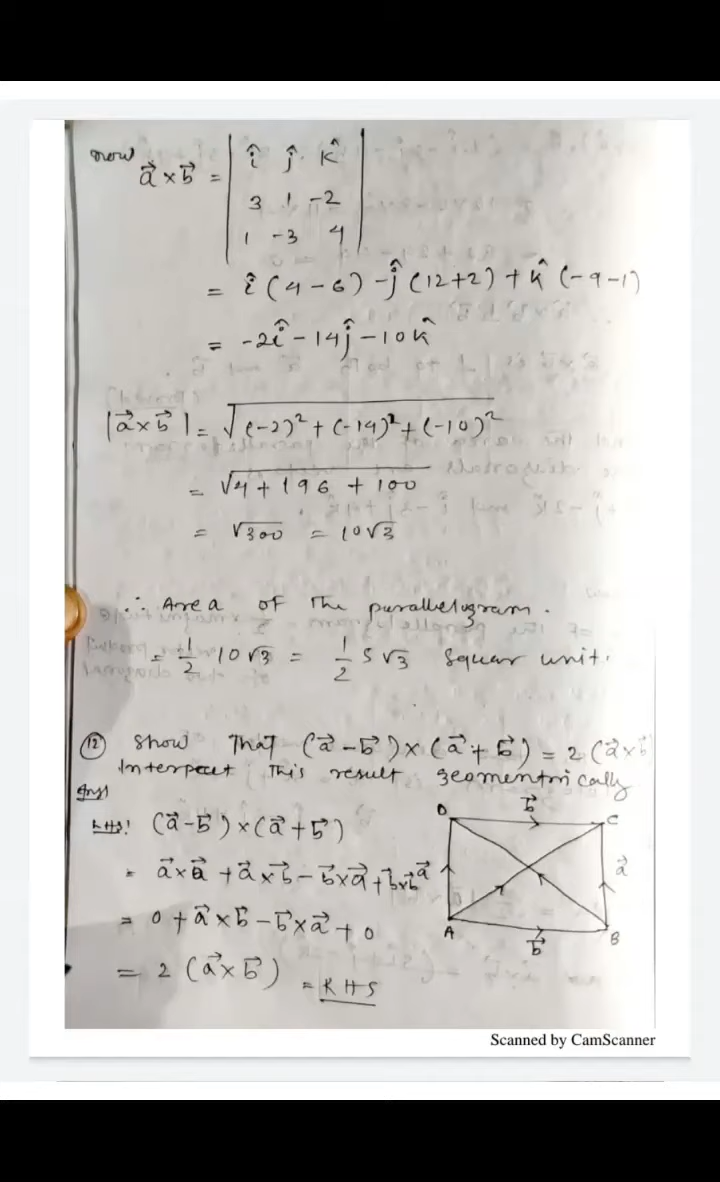 now a⃗ × b⃗ = | î ĵ k̂ |
| 3 1 -2 |
| 1 -3 4 |
= î (4 - 6) - ĵ (12+2) + k̂ (-9-1)
= -2î - 14ĵ - 10k̂
|a⃗ × b⃗| = √(-2)² + (-14)² + (-10)²
= √4 + 196 + 100
= √300 = 10√3
∴ Area of The parallelogram.
= 1/2 10√3 = 1/2 5√3 Squar unit.
(12) Show That (a⃗ - b⃗) × (a⃗ + b⃗) = 2 (a⃗ × b⃗
Interpect This result geomentrically
Ans
LHS: (a⃗ - b⃗) × (a⃗ + b⃗)
= a⃗ × a⃗ + a⃗ × b⃗ - b⃗ × a⃗ + b⃗ × b⃗
= 0 + a⃗ × b⃗ - b⃗ × a⃗ + 0
= 2 (a⃗ × b⃗) = RHS
D b⃗ C
a⃗ a⃗
A b⃗ B
Scanned by CamScanner